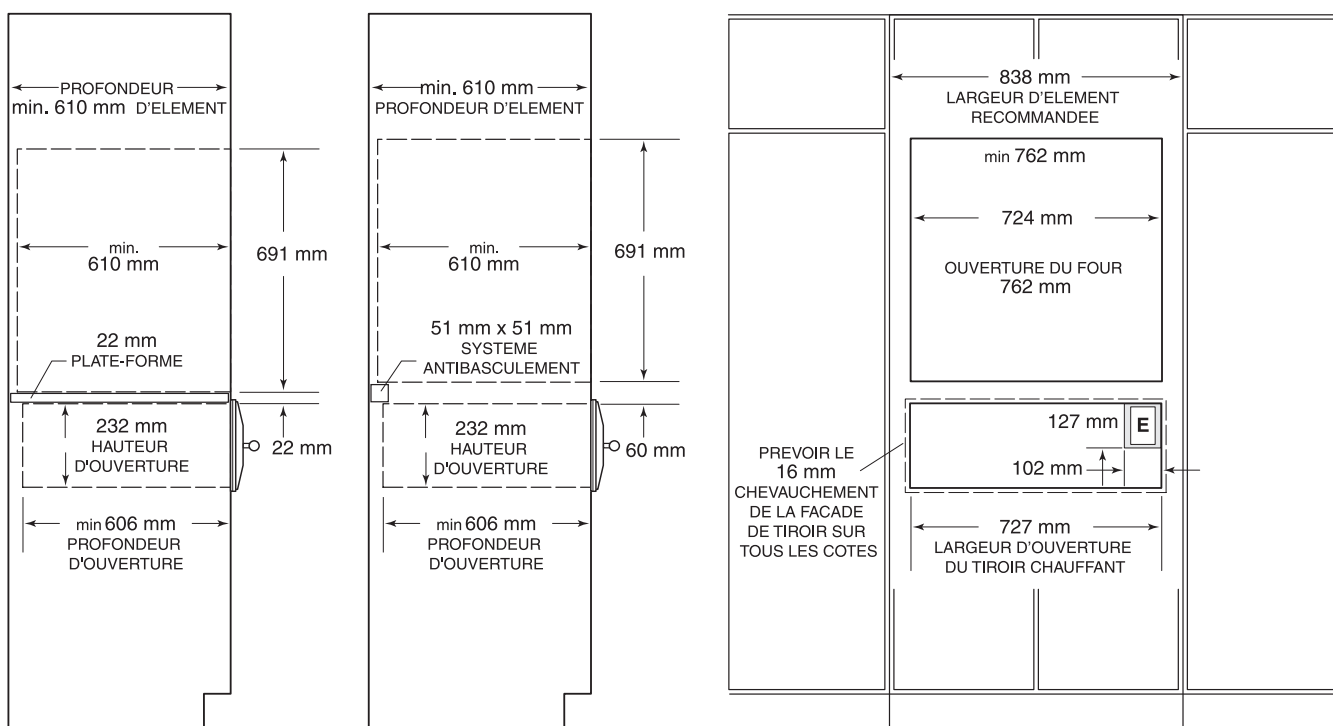 PROFONDEUR
min. 610 mm D'ELEMENT
691 mm
min.
610 mm
22 mm
PLATE-FORME
232 mm
HAUTEUR
D'OUVERTURE
22 mm
min 606 mm
PROFONDEUR
D'OUVERTURE
min. 610 mm
PROFONDEUR D'ELEMENT
691 mm
min.
610 mm
51 mm x 51 mm
SYSTEME
ANTIBASCULEMENT
232 mm
HAUTEUR
D'OUVERTURE
60 mm
min 606 mm
PROFONDEUR
D'OUVERTURE
838 mm
LARGEUR D'ELEMENT
RECOMMANDEE
min 762 mm
724 mm
OUVERTURE DU FOUR
762 mm
127 mm
E
102 mm
PREVOIR LE
16 mm
CHEVAUCHEMENT
DE LA FACADE
DE TIROIR SUR
TOUS LES COTES
727 mm
LARGEUR D'OUVERTURE
DU TIROIR CHAUFFANT